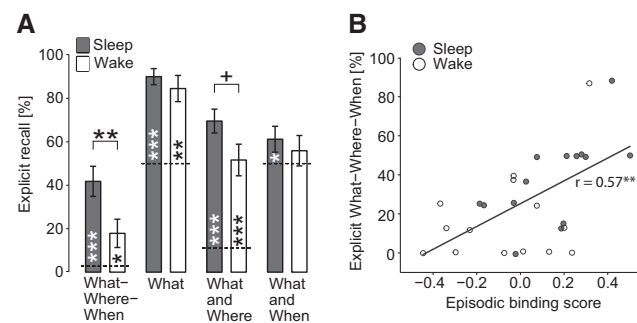 A
Sleep
Wake
Explicit recall [%]
100
80
60
40
20
0
**
+
***
*
***
**
***
***
*
What–
Where–
When
What
What
and
Where
What
and
When
B
Sleep
Wake
Explicit What–Where–When [%]
100
80
60
40
20
0
r = 0.57**
−0.4
−0.2
0.0
0.2
0.4
Episodic binding score